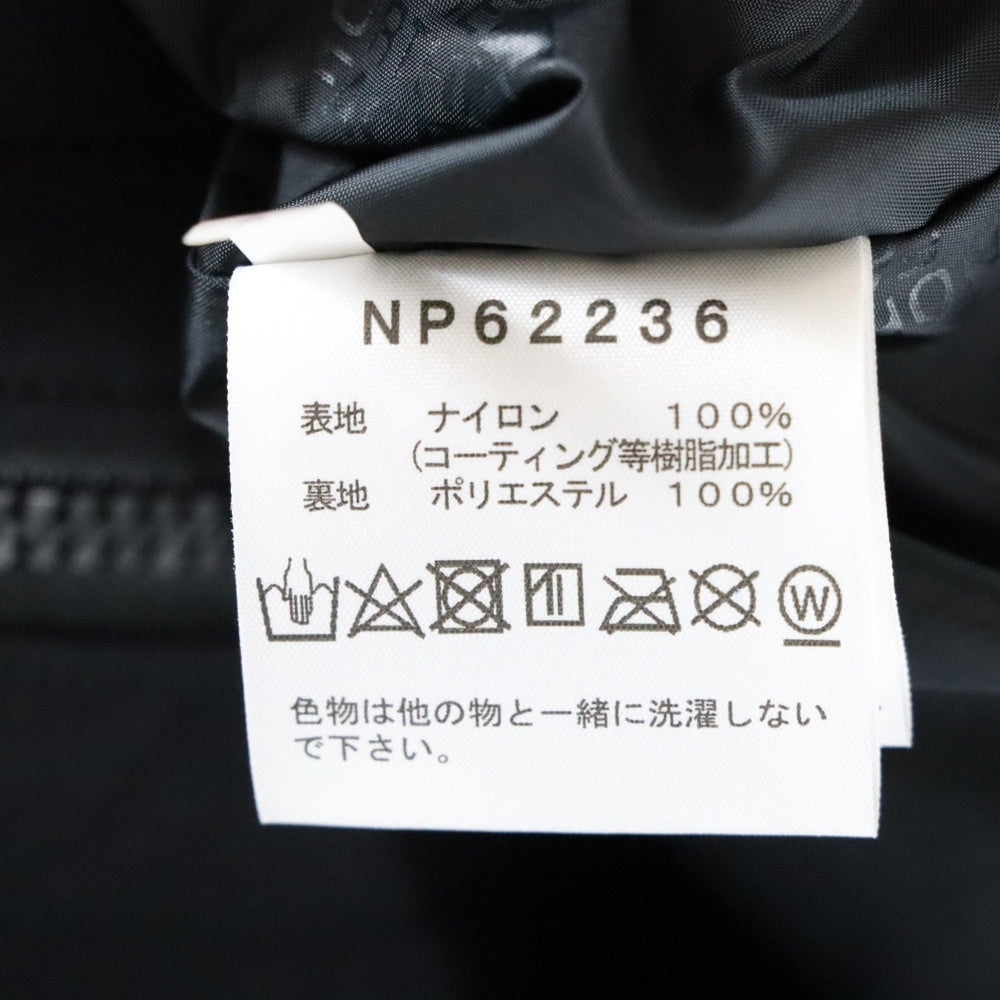 NP62236
表地 ナイロン 100%
(コーティング等樹脂加工)
裏地 ポリエステル 100%
W
色物は他の物と一緒に洗濯しない
で下さい。